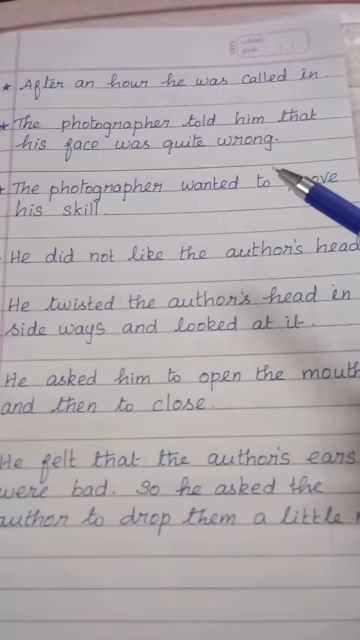 * After an hour he was called in.
* The photographer told him that
his face was quite wrong.
* The photographer wanted to
his skill.
He did not like the author's head
He twisted the author's head in
side ways and looked at it.
He asked him to open the mouth
and then to close.
He felt that the author's ears
were bad. So he asked the
author to drop them a little